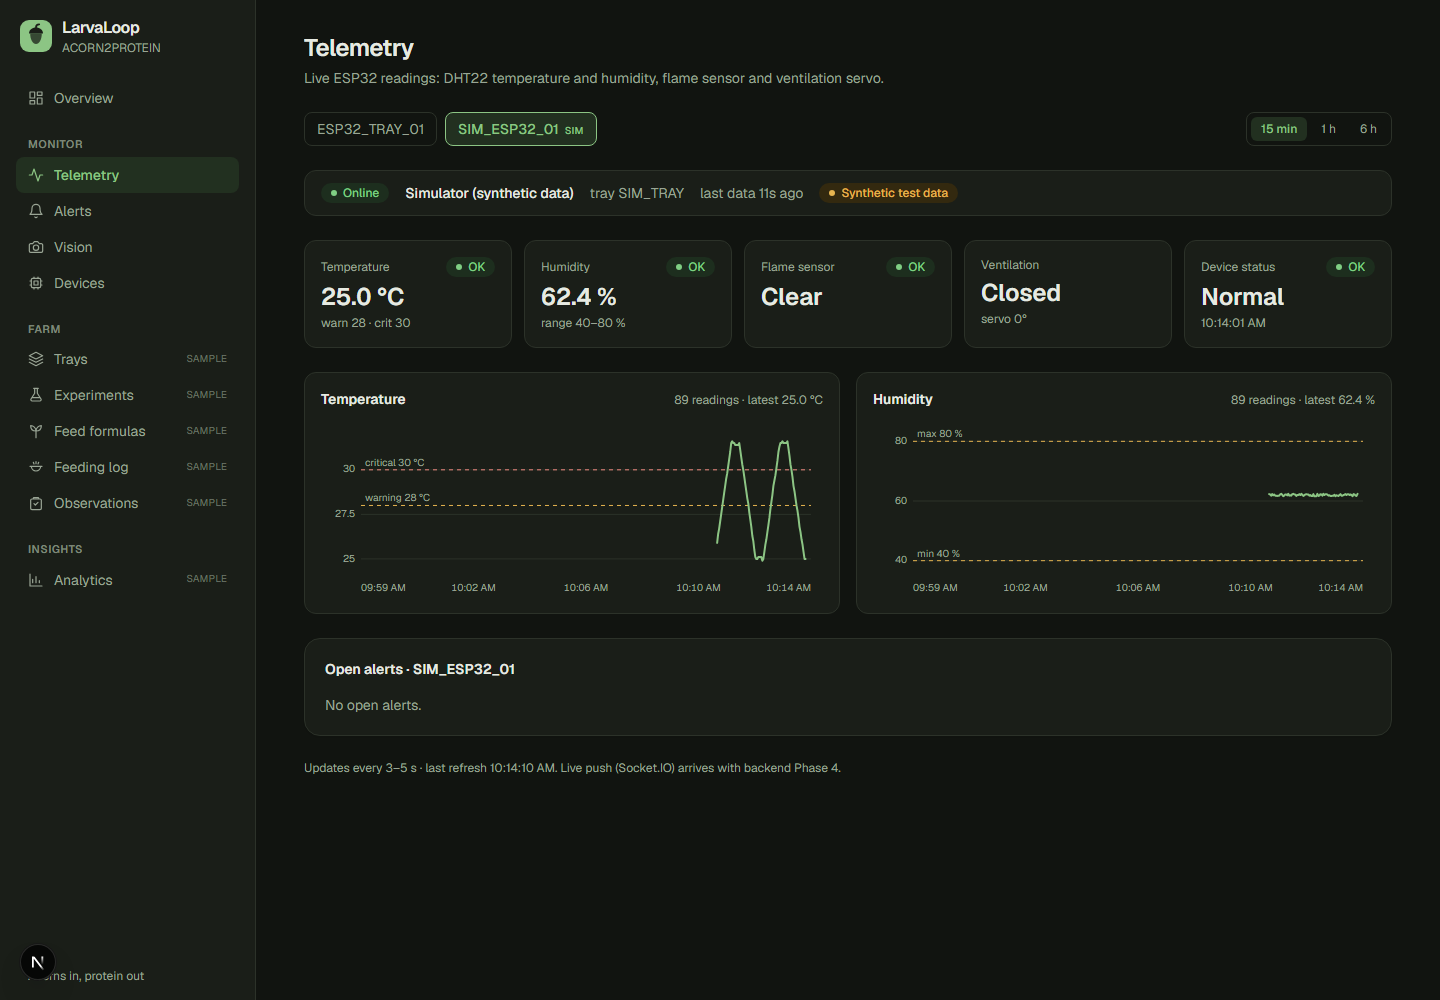 LarvaLoop
ACORN2PROTEIN
Overview
MONITOR
Telemetry
Alerts
Vision
Devices
FARM
Trays SAMPLE
Experiments SAMPLE
Feed formulas SAMPLE
Feeding log SAMPLE
Observations SAMPLE
INSIGHTS
Analytics SAMPLE
N
ns in, protein out
Telemetry
Live ESP32 readings: DHT22 temperature and humidity, flame sensor and ventilation servo.
ESP32_TRAY_01 SIM_ESP32_01 SIM 15 min 1 h 6 h
Online Simulator (synthetic data) tray SIM_TRAY last data 11s ago Synthetic test data
Temperature OK
25.0 °C
warn 28 · crit 30
Humidity OK
62.4 %
range 40–80 %
Flame sensor OK
Clear
Ventilation
Closed
servo 0°
Device status OK
Normal
10:14:01 AM
Temperature 89 readings · latest 25.0 °C
critical 30 °C
30
warning 28 °C
27.5
25
09:59 AM 10:02 AM 10:06 AM 10:10 AM 10:14 AM
Humidity 89 readings · latest 62.4 %
max 80 %
80
60
min 40 %
40
09:59 AM 10:02 AM 10:06 AM 10:10 AM 10:14 AM
Open alerts · SIM_ESP32_01
No open alerts.
Updates every 3–5 s · last refresh 10:14:10 AM. Live push (Socket.IO) arrives with backend Phase 4.